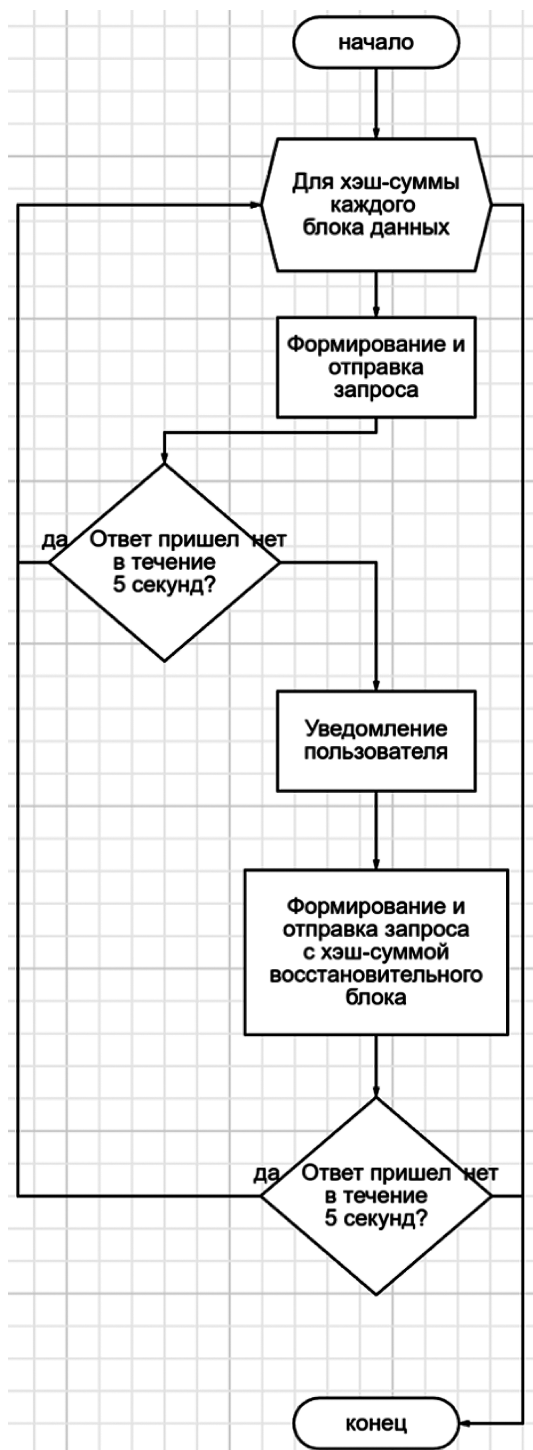 начало
Для хэш-суммы
каждого
блока данных
Формирование и
отправка
запроса
да
Ответ пришел
в течение
5 секунд?
нет
Уведомление
пользователя
Формирование и
отправка запроса
с хэш-суммой
восстановительного
блока
да
Ответ пришел
в течение
5 секунд?
нет
конец